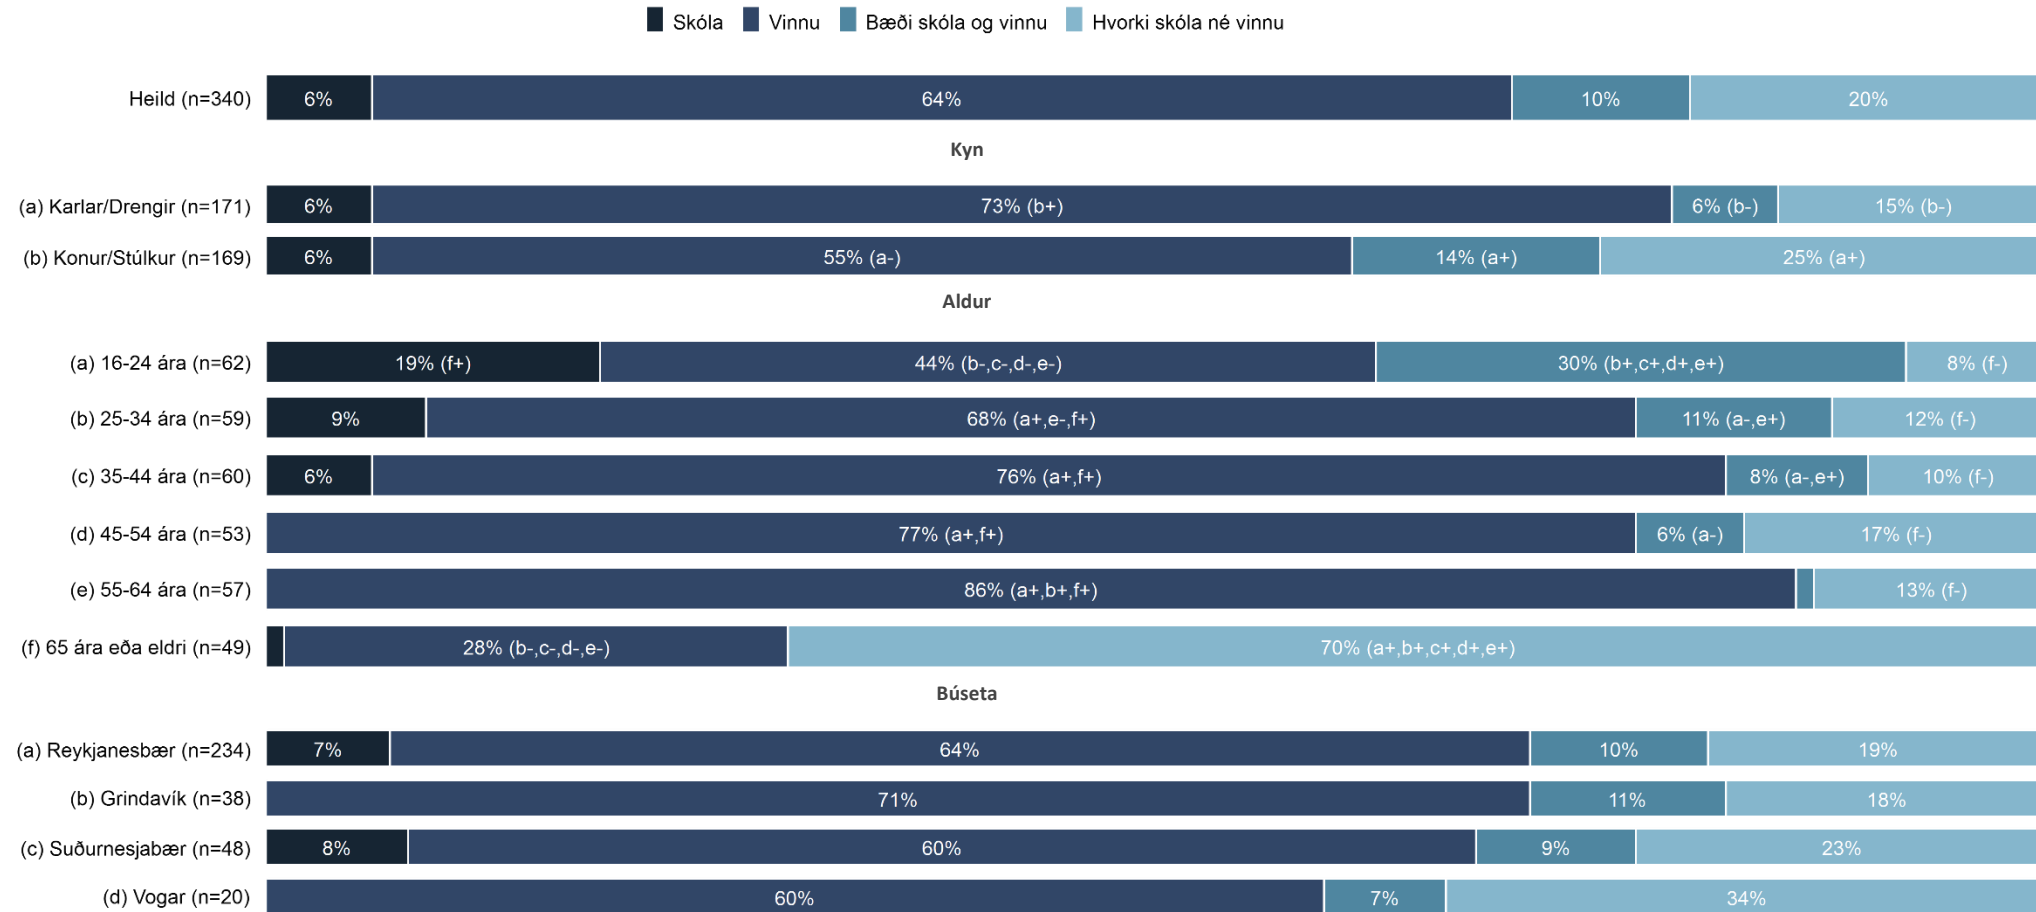 Skóla Vinnu Bæði skóla og vinnu Hvorki skóla né vinnu
Heild (n=340) 6% 64% 10% 20%
Kyn
(a) Karlar/Drengir (n=171) 6% 73% (b+) 6% (b-) 15% (b-)
(b) Konur/Stúlkur (n=169) 6% 55% (a-) 14% (a+) 25% (a+)
Aldur
(a) 16-24 ára (n=62) 19% (f+) 44% (b-,c-,d-,e-) 30% (b+,c+,d+,e+) 8% (f-)
(b) 25-34 ára (n=59) 9% 68% (a+,e-,f+) 11% (a-,e+) 12% (f-)
(c) 35-44 ára (n=60) 6% 76% (a+,f+) 8% (a-,e+) 10% (f-)
(d) 45-54 ára (n=53) 77% (a+,f+) 6% (a-) 17% (f-)
(e) 55-64 ára (n=57) 86% (a+,b+,f+) 13% (f-)
(f) 65 ára eða eldri (n=49) 28% (b-,c-,d-,e-) 70% (a+,b+,c+,d+,e+)
Búseta
(a) Reykjanesbær (n=234) 7% 64% 10% 19%
(b) Grindavík (n=38) 71% 11% 18%
(c) Suðurnesjabær (n=48) 8% 60% 9% 23%
(d) Vogar (n=20) 60% 7% 34%